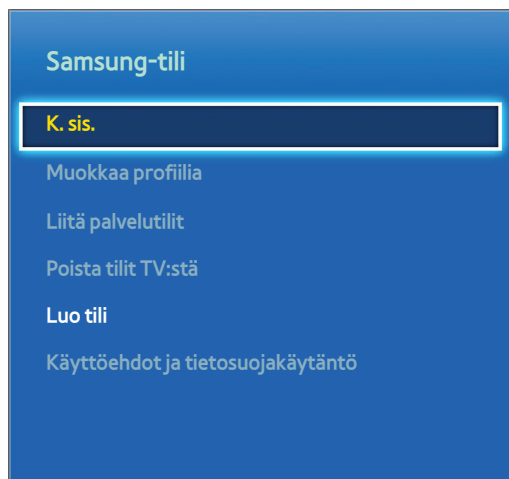 Samsung-tili
K. sis.
Muokkaa profiilia
Liitä palvelutilit
Poista tilit TV:stä
Luo tili
Käyttöehdot ja tietosuojakäytäntö